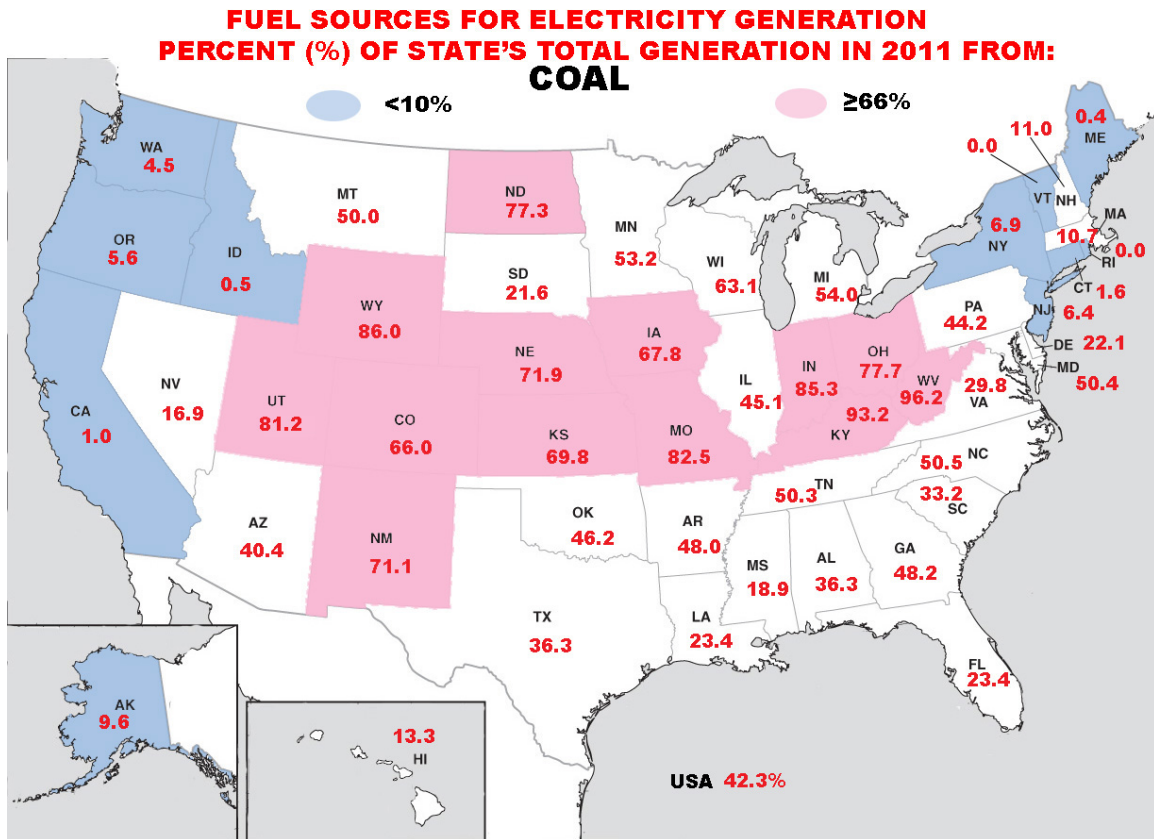 FUEL SOURCES FOR ELECTRICITY GENERATION
PERCENT (%) OF STATE'S TOTAL GENERATION IN 2011 FROM:
COAL
<10%
≥66%
WA
4.5
OR
5.6
ID
0.5
MT
50.0
ND
77.3
SD
21.6
MN
53.2
WI
63.1
MI
54.0
0.0
11.0
0.4
ME
VT
NH
6.9
NY
MA
10.7
RI
0.0
CT
1.6
NJ
6.4
PA
44.2
DE
22.1
MD
50.4
WY
86.0
NE
71.9
IA
67.8
IL
45.1
IN
85.3
OH
77.7
WV
96.2
29.8
VA
93.2
KY
CA
1.0
NV
16.9
UT
81.2
CO
66.0
KS
69.8
MO
82.5
AZ
40.4
NM
71.1
OK
46.2
AR
48.0
TN
50.3
NC
50.5
33.2
SC
TX
36.3
LA
23.4
MS
18.9
AL
36.3
GA
48.2
FL
23.4
AK
9.6
13.3
HI
USA 42.3%